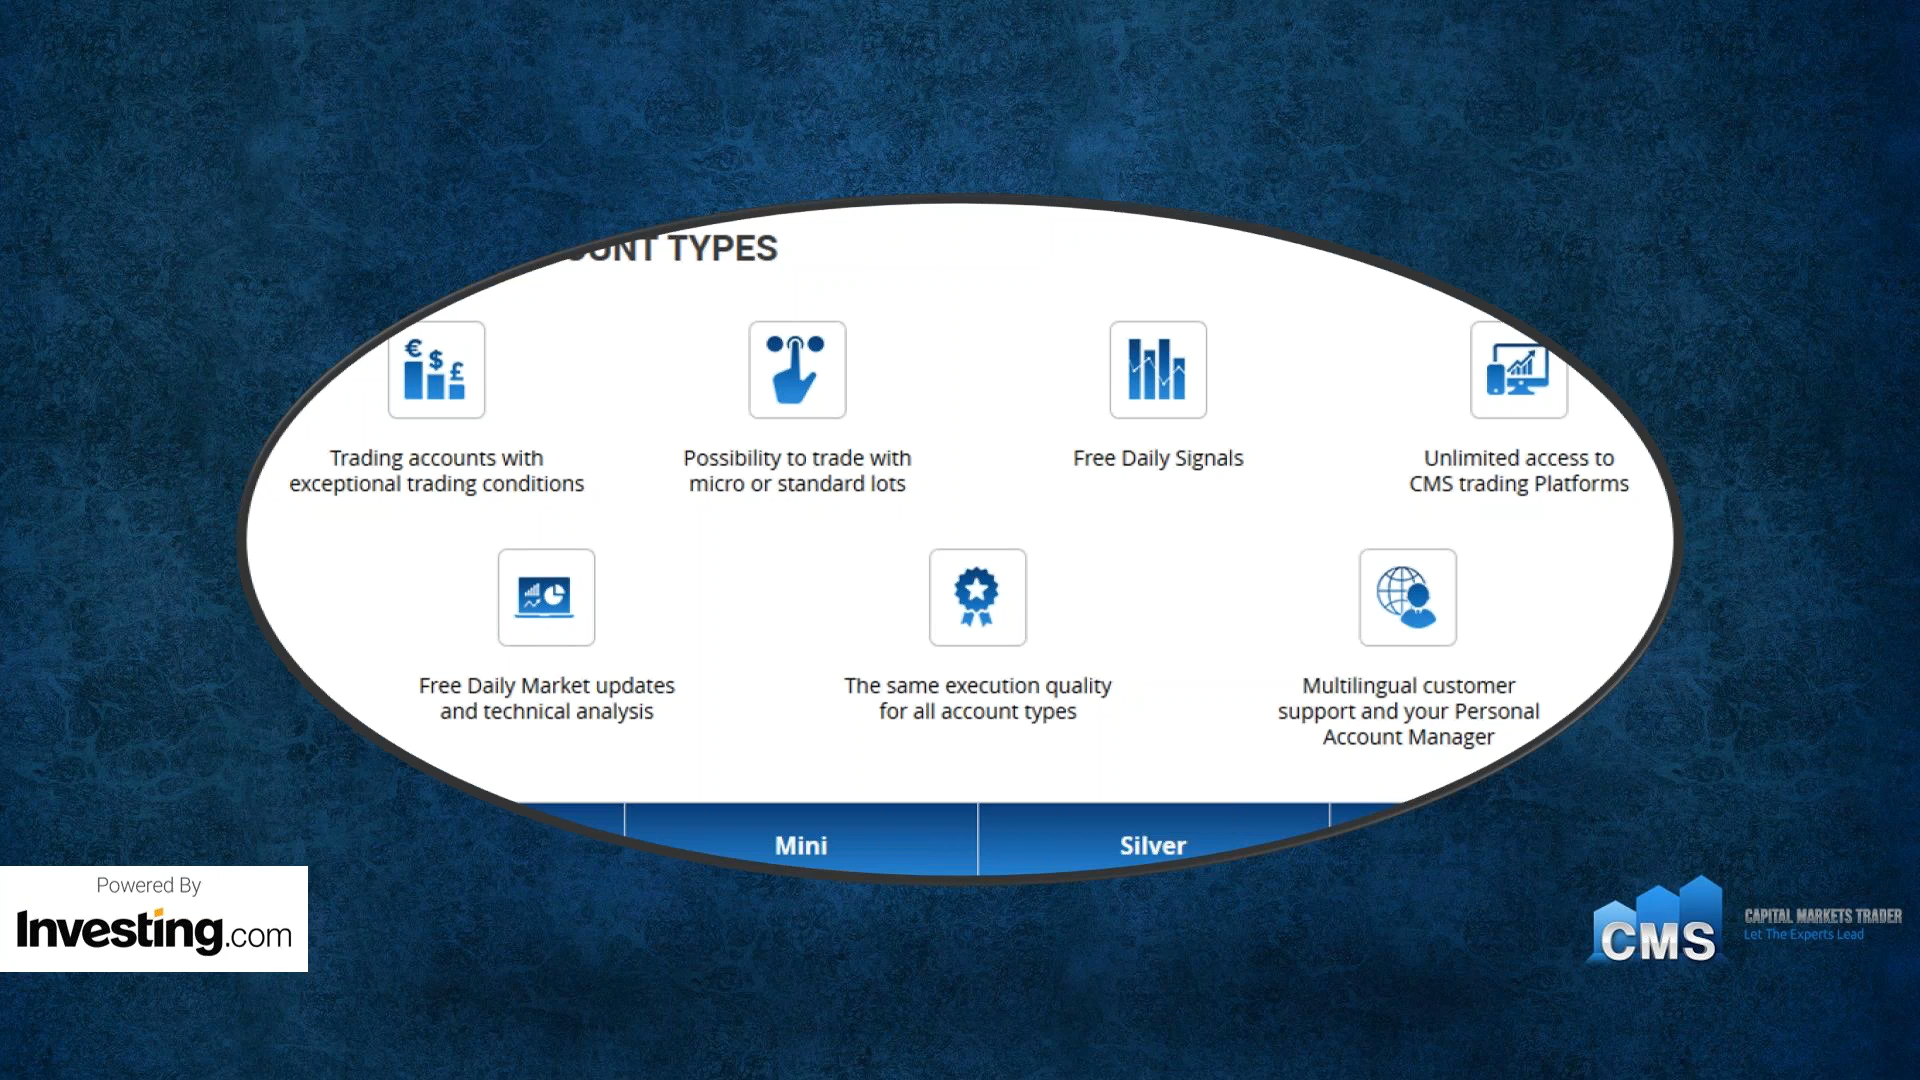 UNT TYPES
€ $ £
Trading accounts with
exceptional trading conditions
Possibility to trade with
micro or standard lots
Free Daily Signals
Unlimited access to
CMS trading Platforms
Free Daily Market updates
and technical analysis
The same execution quality
for all account types
Multilingual customer
support and your Personal
Account Manager
Mini
Silver
Powered By
Investing.com
CMS
CAPITAL MARKETS TRADER
Let The Experts Lead